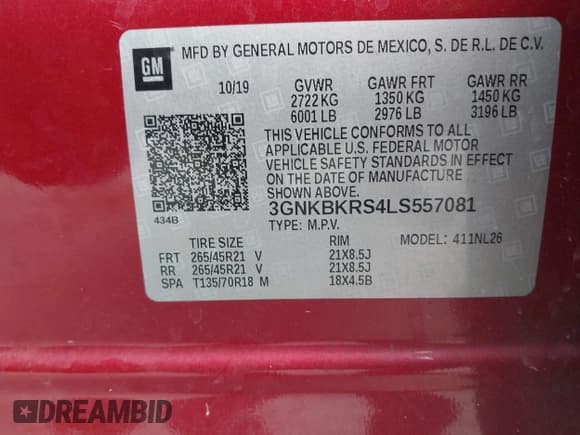 GM
MFD BY GENERAL MOTORS DE MEXICO, S. DE R.L. DE C.V.
10/19 GVWR GAWR FRT GAWR RR
2722 KG 1350 KG 1450 KG
6001 LB 2976 LB 3196 LB
THIS VEHICLE CONFORMS TO ALL
APPLICABLE U.S. FEDERAL MOTOR
VEHICLE SAFETY STANDARDS IN EFFECT
ON THE DATE OF MANUFACTURE
SHOWN ABOVE.
434B
3GNKBKRS4LS557081
TYPE: M.P.V. MODEL: 411NL26
TIRE SIZE RIM
FRT 265/45R21 V 21X8.5J
RR 265/45R21 V 21X8.5J
SPA T135/70R18 M 18X4.5B
DREAMBID